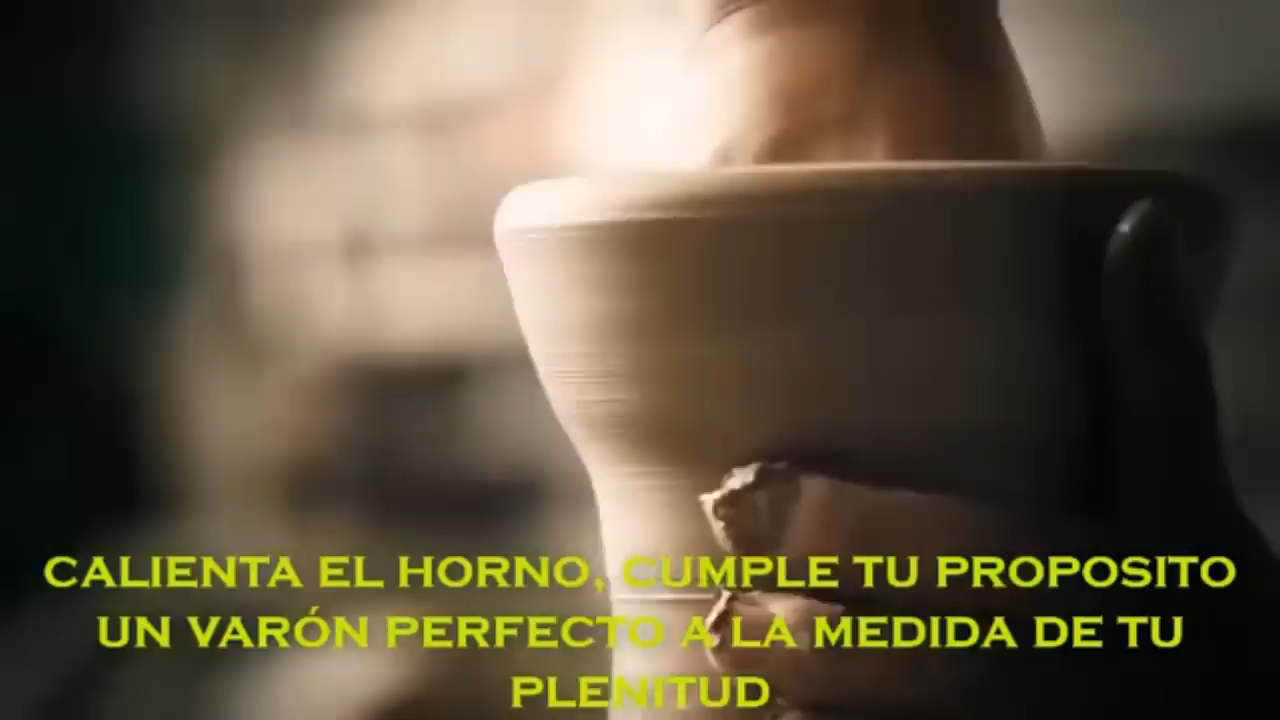 CALIENTA EL HORNO, CUMPLE TU PROPOSITO
UN VARÓN PERFECTO A LA MEDIDA DE TU
PLENITUD